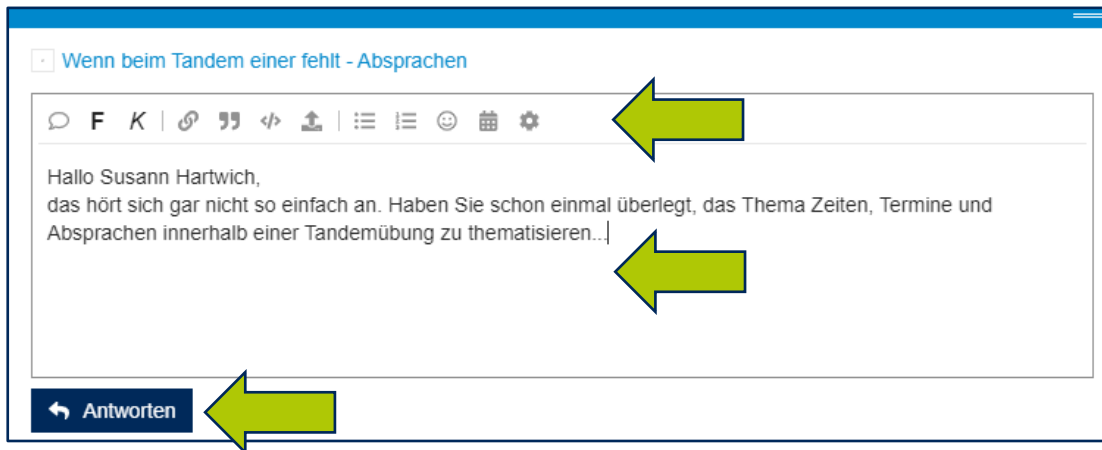 Wenn beim Tandem einer fehlt - Absprachen
F K
Hallo Susann Hartwich,
das hört sich gar nicht so einfach an. Haben Sie schon einmal überlegt, das Thema Zeiten, Termine und
Absprachen innerhalb einer Tandemübung zu thematisieren...
Antworten